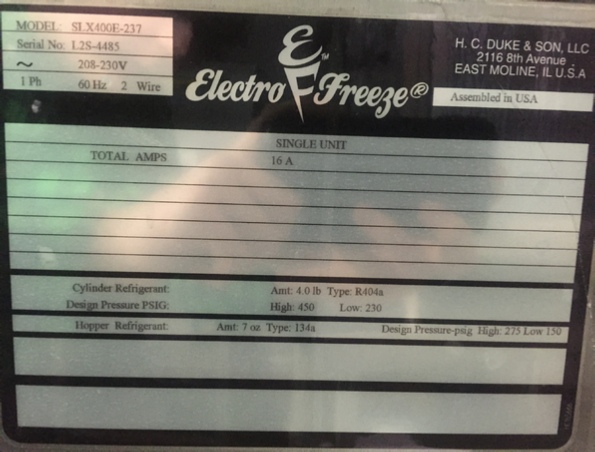 MODEL: SLX400E-237
Serial No: L2S-4485
~ 208-230V
1 Ph 60 Hz 2 Wire
E™
Electro Freeze®
H. C. DUKE & SON, LLC
2116 8th Avenue
EAST MOLINE, IL U.S.A
Assembled in USA
SINGLE UNIT
TOTAL AMPS 16 A
Cylinder Refrigerant: Amt: 4.0 lb Type: R404a
Design Pressure PSIG: High: 450 Low: 230
Hopper Refrigerant: Amt: 7 oz Type: 134a Design Pressure-psig High: 275 Low 150